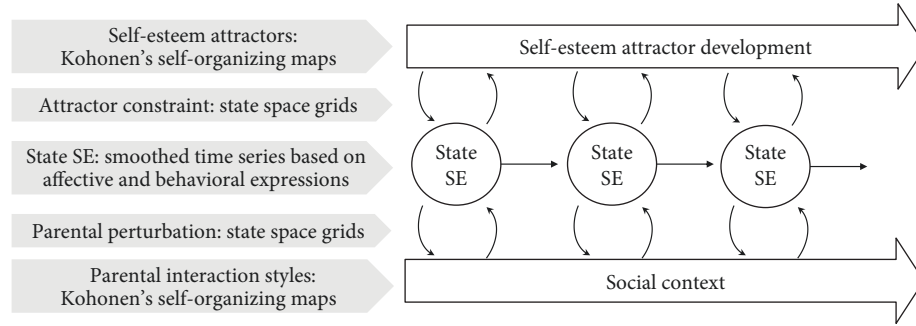 Self-esteem attractors:
Kohonen's self-organizing maps
Self-esteem attractor development
Attractor constraint: state space grids
State SE: smoothed time series based on
affective and behavioral expressions
State
SE
State
SE
State
SE
Parental perturbation: state space grids
Parental interaction styles:
Kohonen's self-organizing maps
Social context